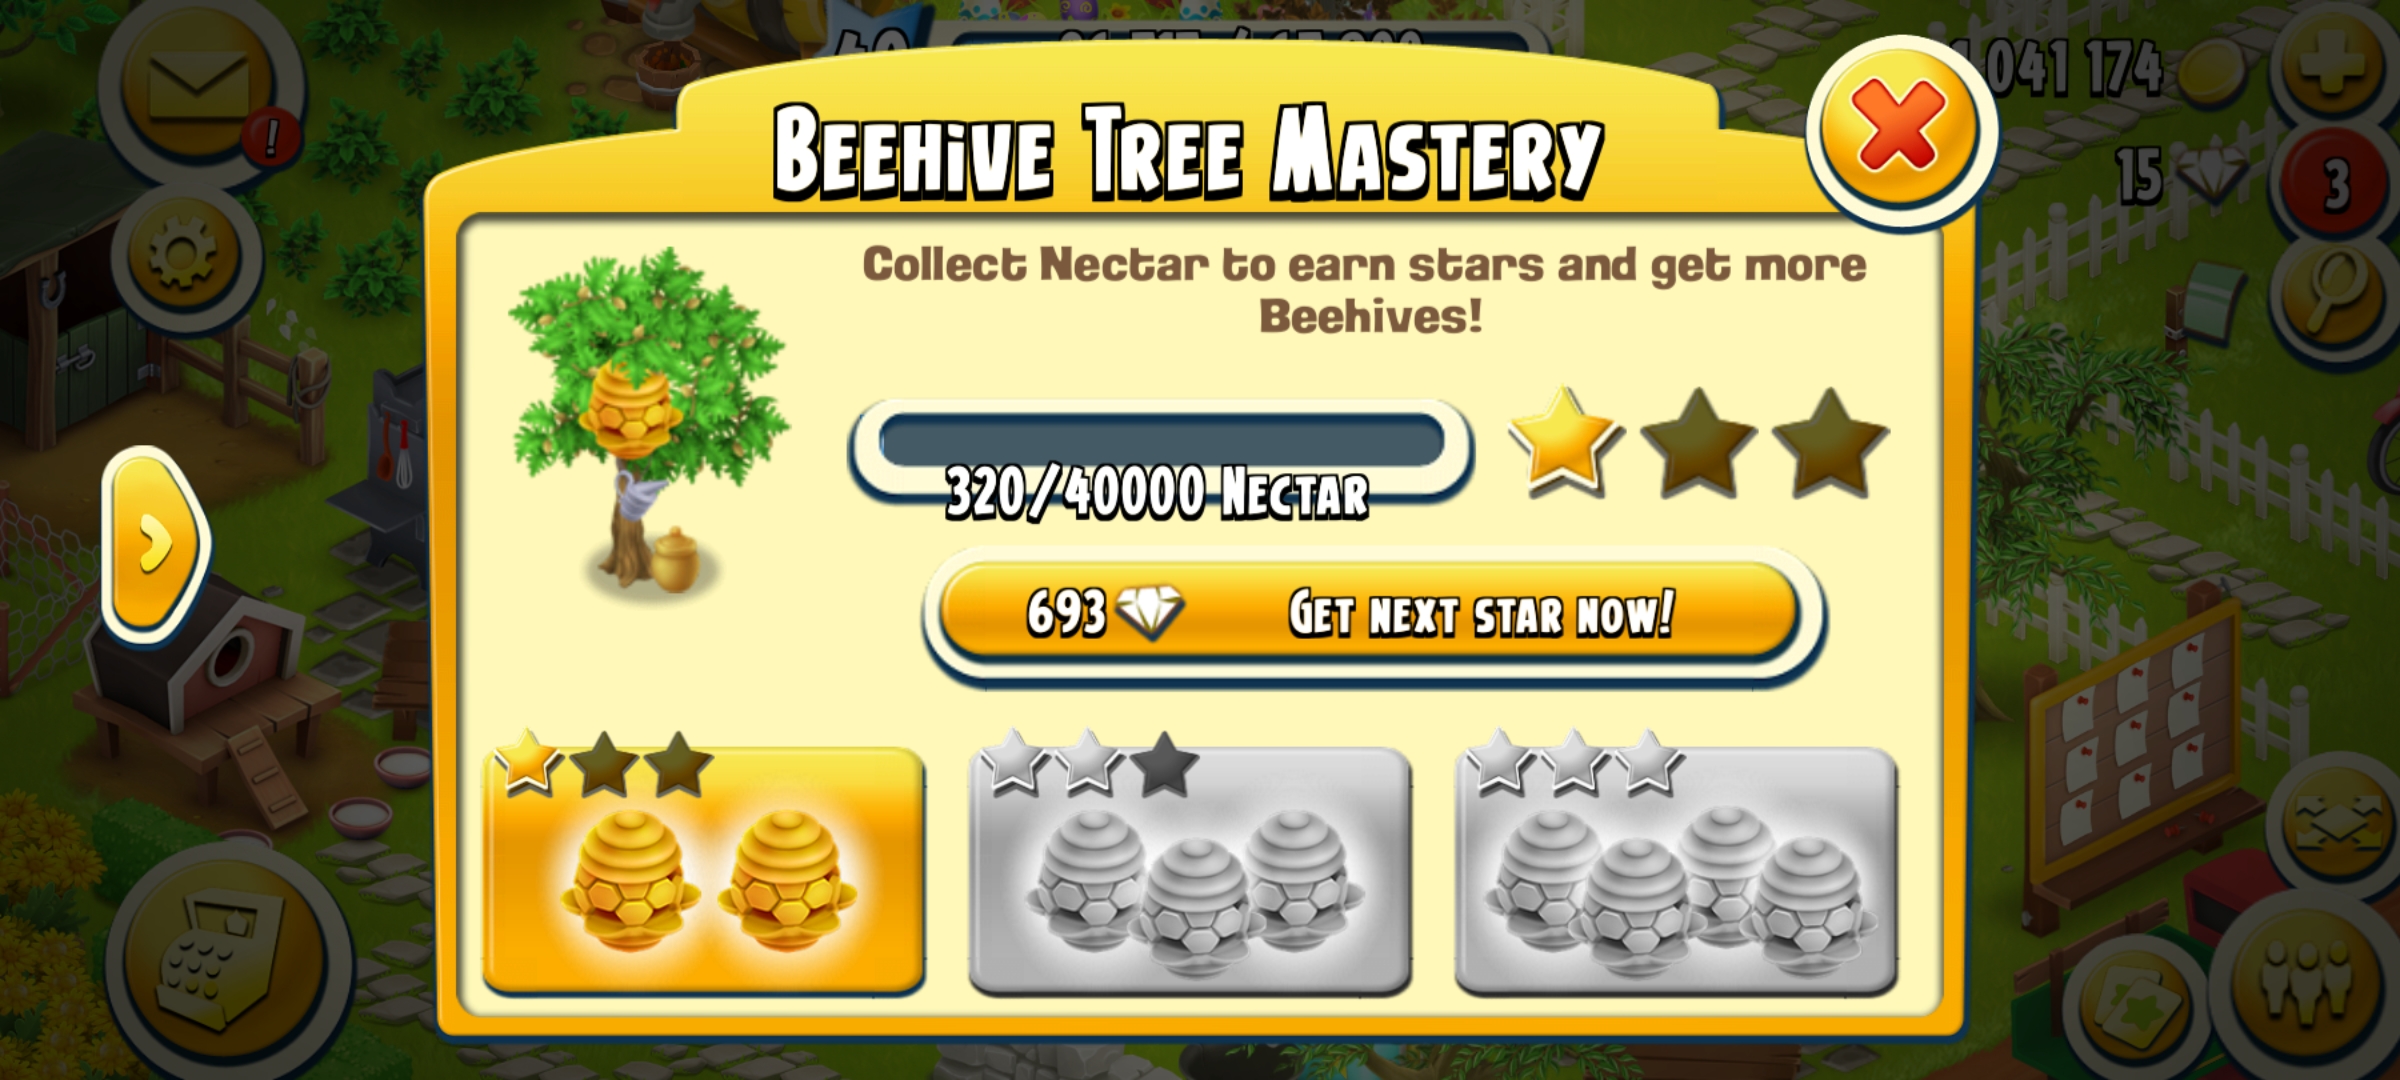 Beehive Tree Mastery
041 174
15
3
!
Collect Nectar to earn stars and get more
Beehives!
320/40000 Nectar
693 Get next star now!